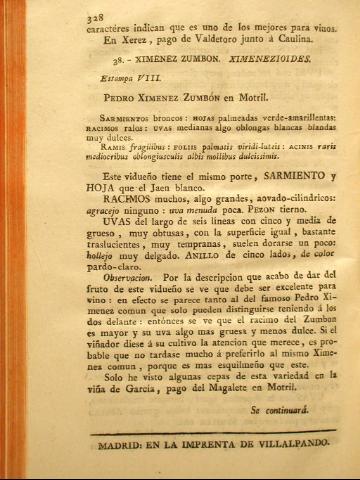 328
caractéres indican que es uno de los mejores para vinos.
En Xerez, pago de Valdetoro junto á Caulina.
38. - XIMENEZ ZUMBON. XIMENEZIOIDES.
Estampa VIII.
PEDRO XIMENEZ ZUMBÓN en Motril.
SARMIENTOS broncos: HOJAS palmeadas verde-amarillentas:
RACIMOS ralos: UVAS medianas algo oblongas blancas blandas
muy dulces.
RAMIS fragilibus: FOLIIS palmatis viridi-luteis: ACINIS raris
mediocribus oblongiusculis albis mollibus dulcissimis.
Este vidueño tiene el mismo porte, SARMIENTO y
HOJA que el Jaen blanco.
RACIMOS muchos, algo grandes, aovado-cilindricos:
agracejo ninguno: uva menuda poca. PEZON tierno.
UVAS del largo de seis lineas con cinco y media de
grueso, muy obtusas, con la superficie igual, bastante
traslucientes, muy tempranas, suelen dorarse un poco:
hollejo muy delgado. ANILLO de cinco lados, de color
pardo-claro.
Observacion. Por la descripcion que acabo de dar del
fruto de este vidueño se ve que debe ser excelente para
vino: en efecto se parece tanto al del famoso Pedro Xi-
menez comun que solo pueden distinguirse teniendo á los
dos delante: entónces se ve que el racimo del Zumbon
es mayor y su uva algo mas gruesa y menos dulce. Si el
viñador diese á su cultivo la atencion que merece, es pro-
bable que no tardase mucho á preferirlo al mismo Xime-
nez comun, porque es mas esquilmeño que este.
Solo he visto algunas cepas de esta variedad en la
viña de García, pago del Magalete en Motril.
Se continuará.
MADRID: EN LA IMPRENTA DE VILLALPANDO.